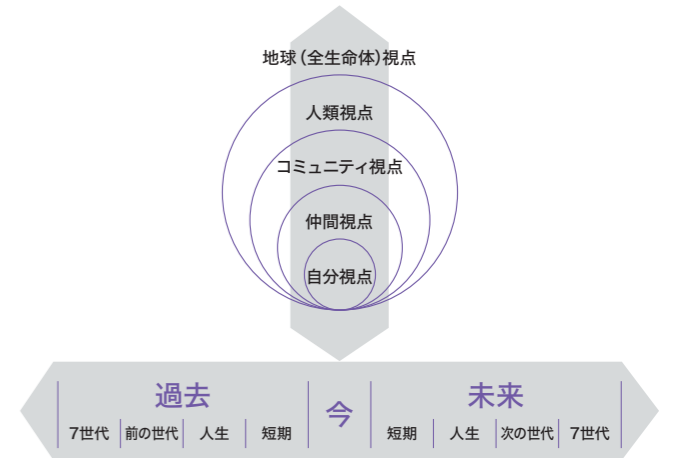 地球（全生命体）視点
人類視点
コミュニティ視点
仲間視点
自分視点
過去 今 未来
7世代 前の世代 人生 短期 短期 人生 次の世代 7世代